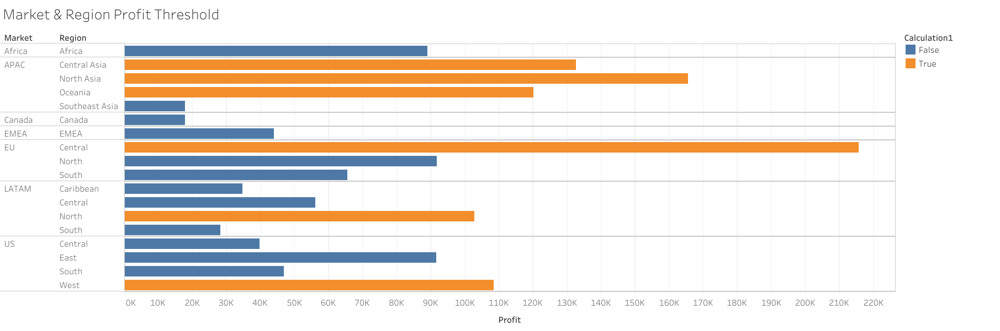 Market & Region Profit Threshold
Market Region
Calculation1
Africa Africa
False
APAC Central Asia
True
North Asia
Oceania
Southeast Asia
Canada Canada
EMEA EMEA
EU Central
North
South
LATAM Caribbean
Central
North
South
US Central
East
South
West
0K 10K 20K 30K 40K 50K 60K 70K 80K 90K 100K 110K 120K 130K 140K 150K 160K 170K 180K 190K 200K 210K 220K
Profit